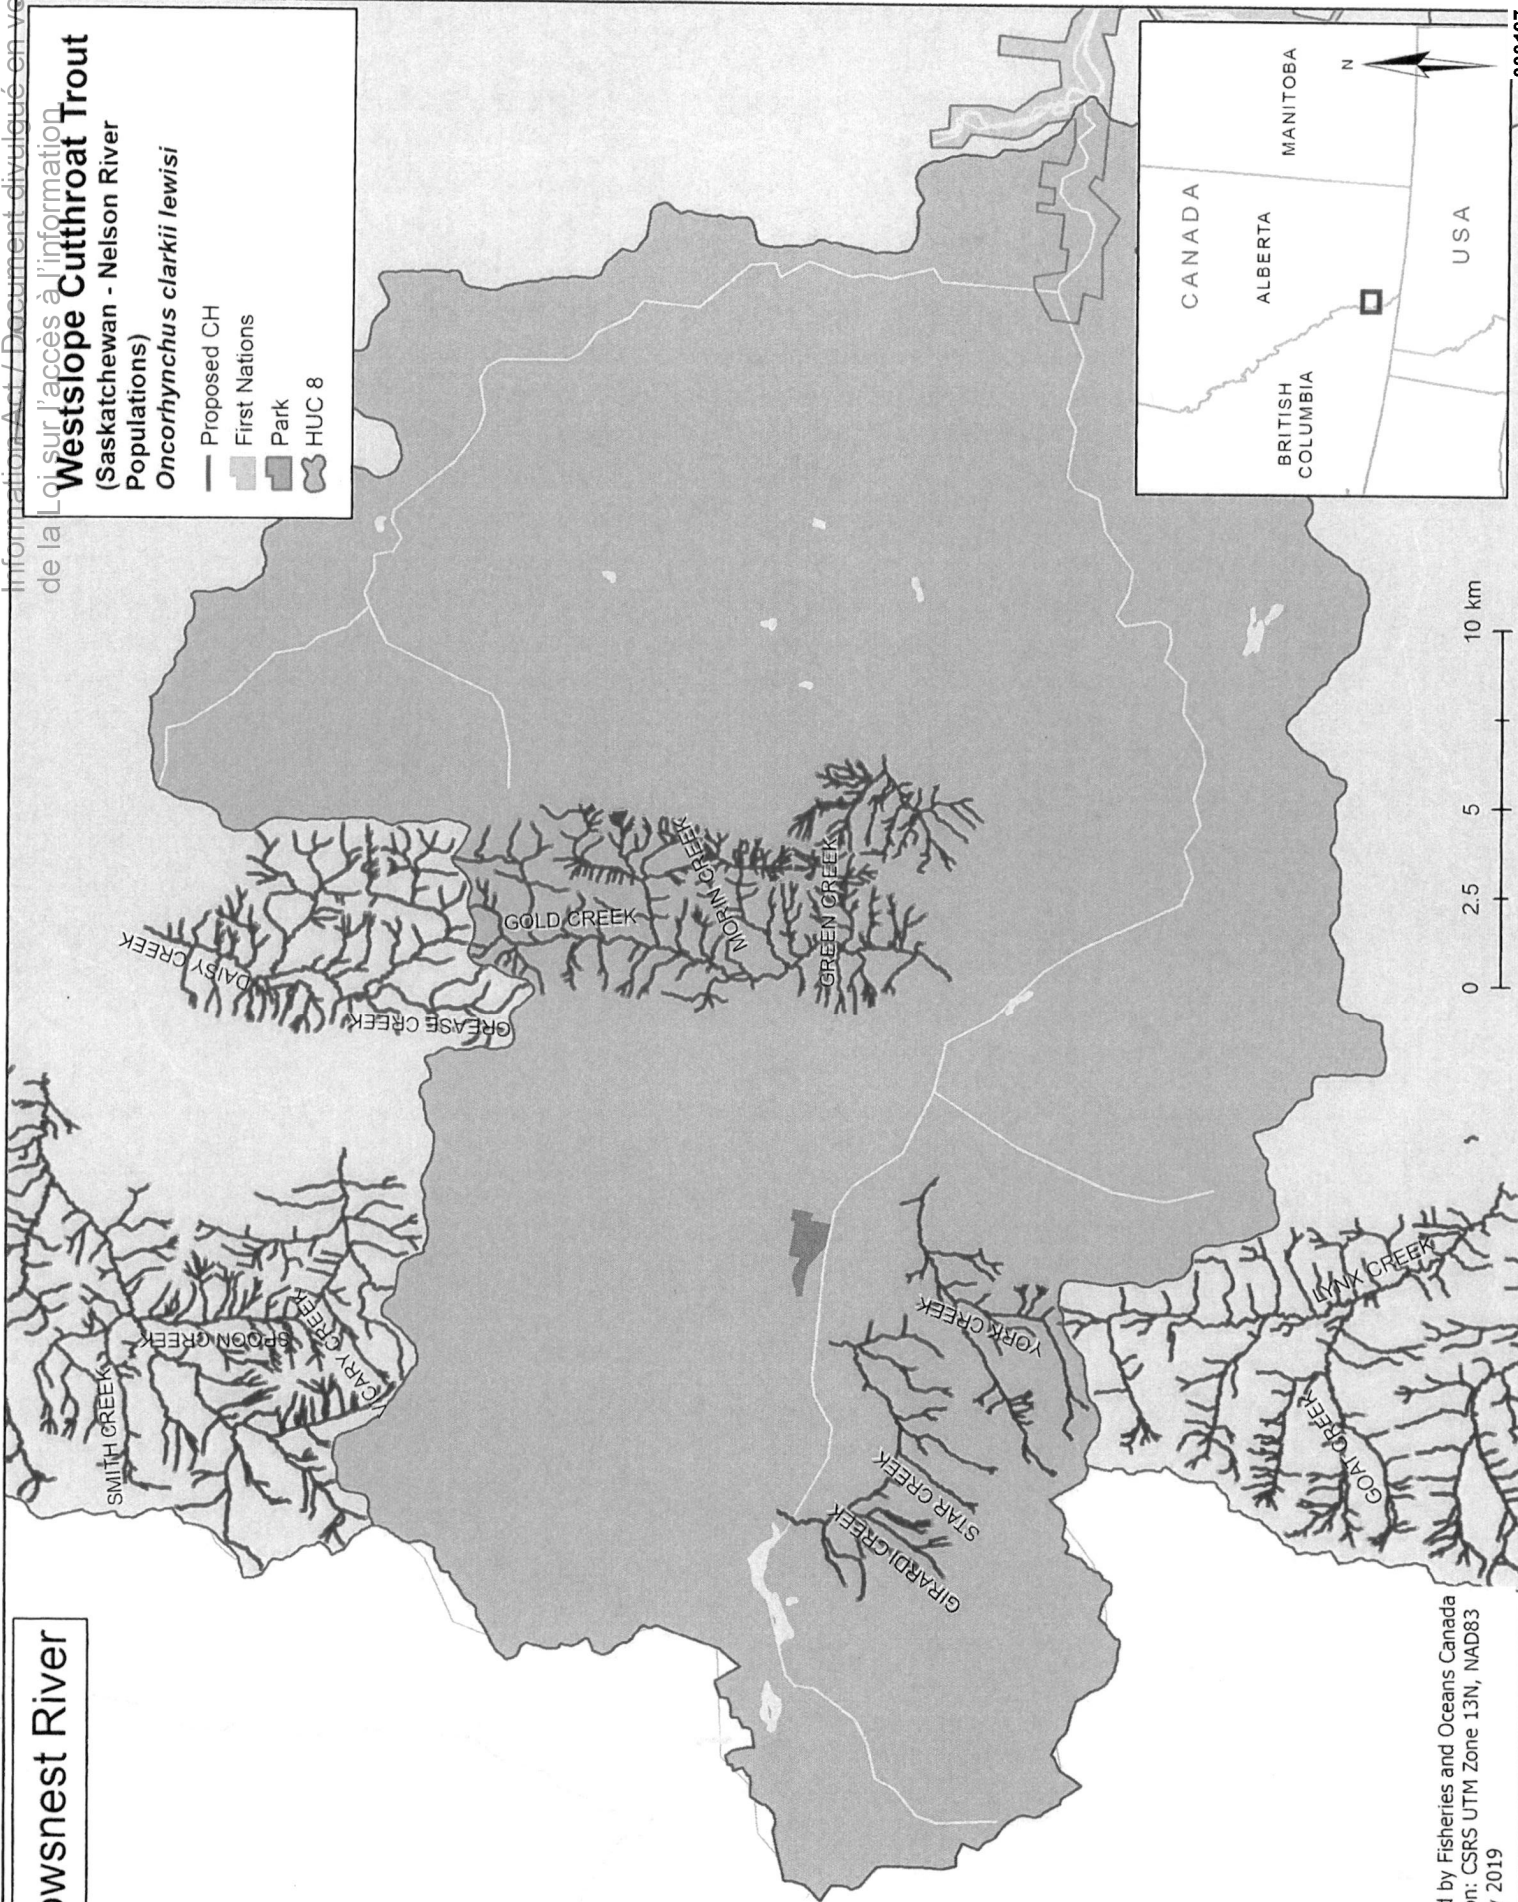 Information Act / Document divulgué en
de la Loi sur l'accès à l'information
Westslope Cutthroat Trout
(Saskatchewan - Nelson River
Populations)
Oncorhynchus clarkii lewisi
Proposed CH
First Nations
Park
HUC 8
owsnest River
SMITH CREEK
SPOON CREEK
CARY CREEK
DAISY CREEK
GREASE CREEK
GOLD CREEK
MORIN CREEK
GREEN CREEK
GIRARDI CREEK
STAR CREEK
YORK CREEK
LYNX CREEK
GOAT CREEK
CANADA
ALBERTA
MANITOBA
BRITISH
COLUMBIA
USA
N
0 2.5 5 10 km
d by Fisheries and Oceans Canada
on: CSRS UTM Zone 13N, NAD83
2019